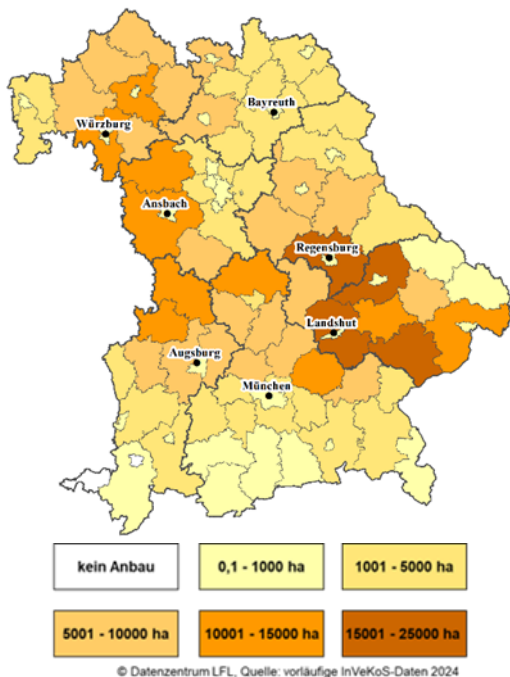 Bayreuth
Würzburg
Ansbach
Regensburg
Landshut
Augsburg
München
kein Anbau
0,1 - 1000 ha
1001 - 5000 ha
5001 - 10000 ha
10001 - 15000 ha
15001 - 25000 ha
© Datenzentrum LFL, Quelle: vorläufige InVeKoS-Daten 2024